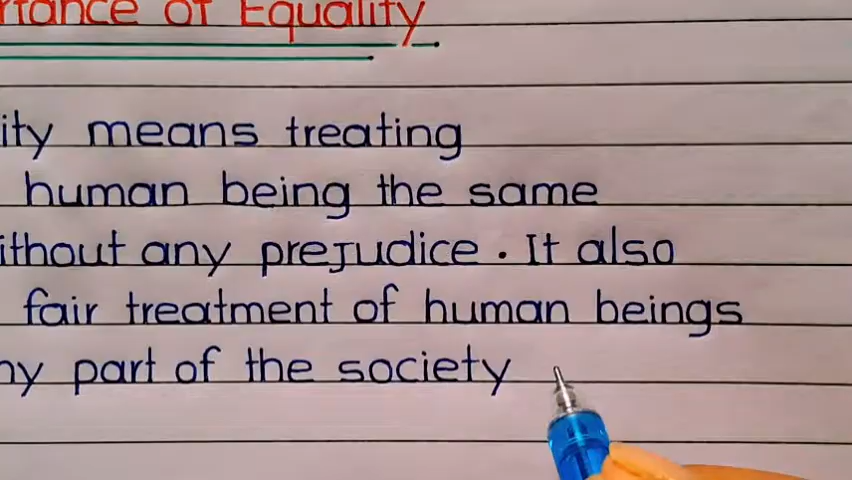 rtance of Equality
ity means treating
human being the same
ithout any prejudice. It also
fair treatment of human beings
ny part of the society